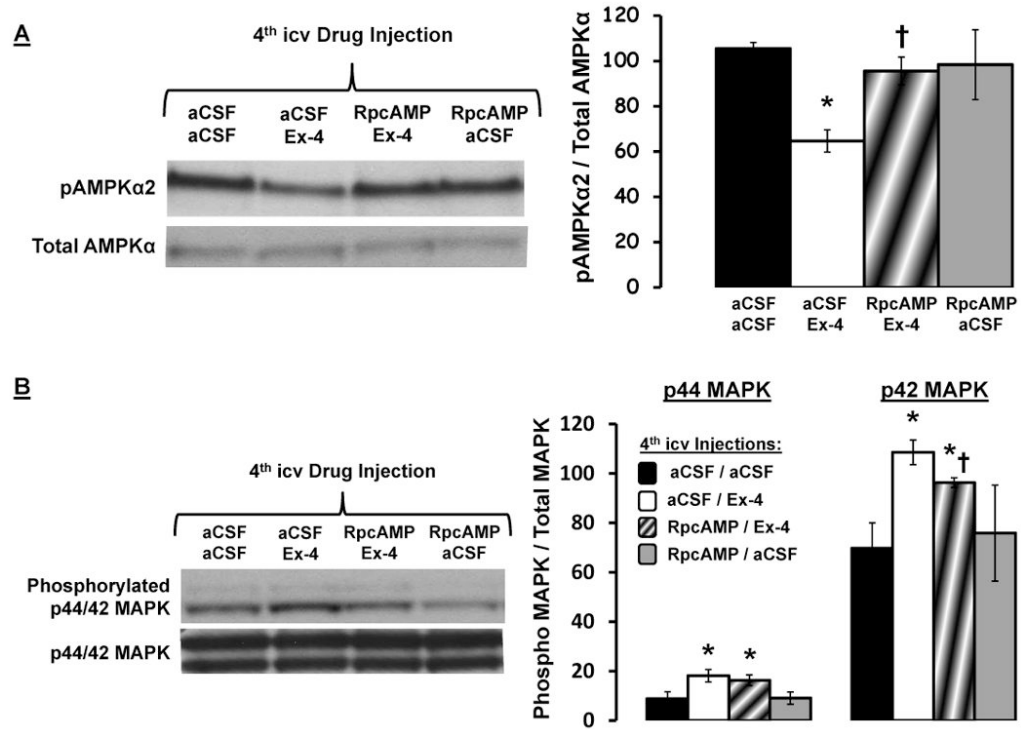 A
4th icv Drug Injection
aCSF aCSF RpcAMP RpcAMP
aCSF Ex-4 Ex-4 aCSF
pAMPKα2
Total AMPKα
pAMPKα2 / Total AMPKα
120
100
80
60
40
20
0
*
†
aCSF aCSF RpcAMP RpcAMP
aCSF Ex-4 Ex-4 aCSF
B
4th icv Drug Injection
aCSF aCSF RpcAMP RpcAMP
aCSF Ex-4 Ex-4 aCSF
Phosphorylated
p44/42 MAPK
p44/42 MAPK
p44 MAPK p42 MAPK
Phospho MAPK / Total MAPK
120
100
80
60
40
20
0
4th icv Injections:
aCSF / aCSF
aCSF / Ex-4
RpcAMP / Ex-4
RpcAMP / aCSF
* *
* *†